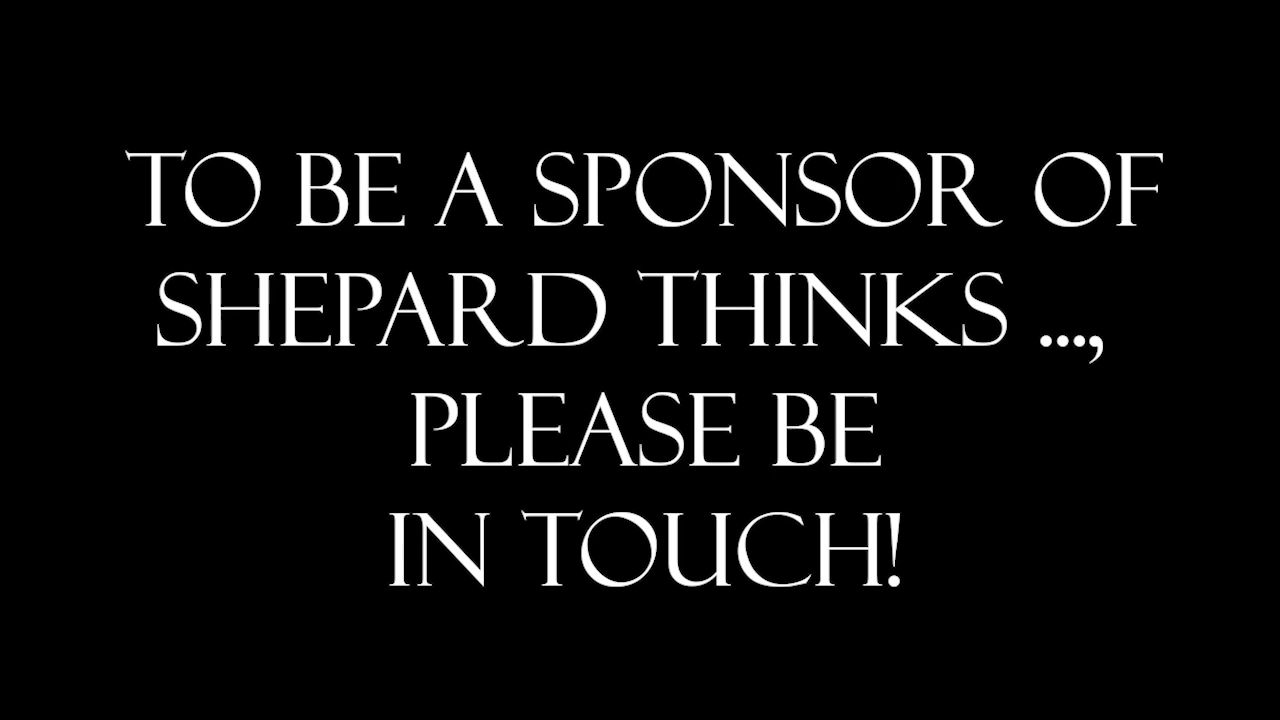 TO BE A SPONSOR OF
SHEPARD THINKS ...,
PLEASE BE
IN TOUCH!